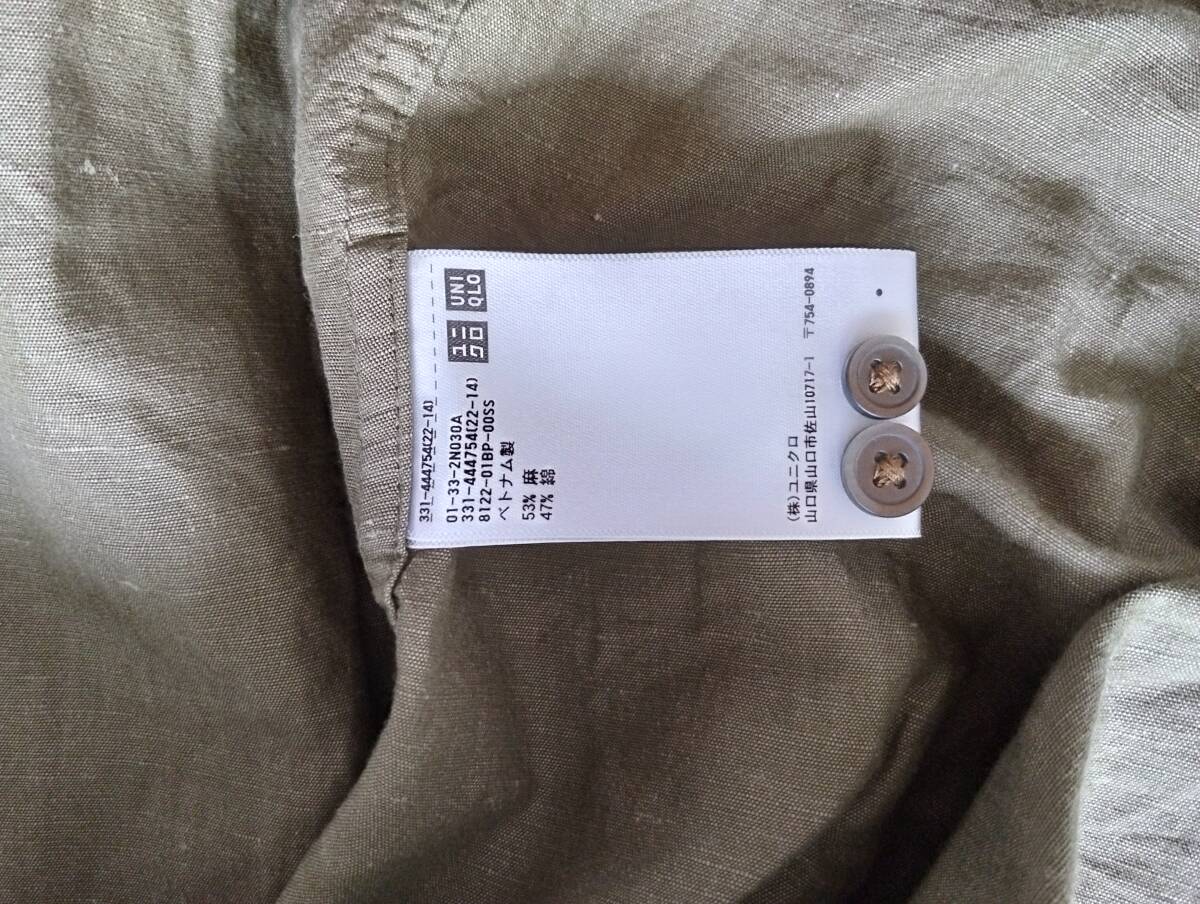 331-444754(22-14)
ユニクロ UNIQLO
01-33-2N030A
331-444754(22-14)
8122-01BP-00SS
ベトナム製
53% 麻
47% 綿
(株)ユニクロ
山口県山口市佐山10717-1 〒754-0894